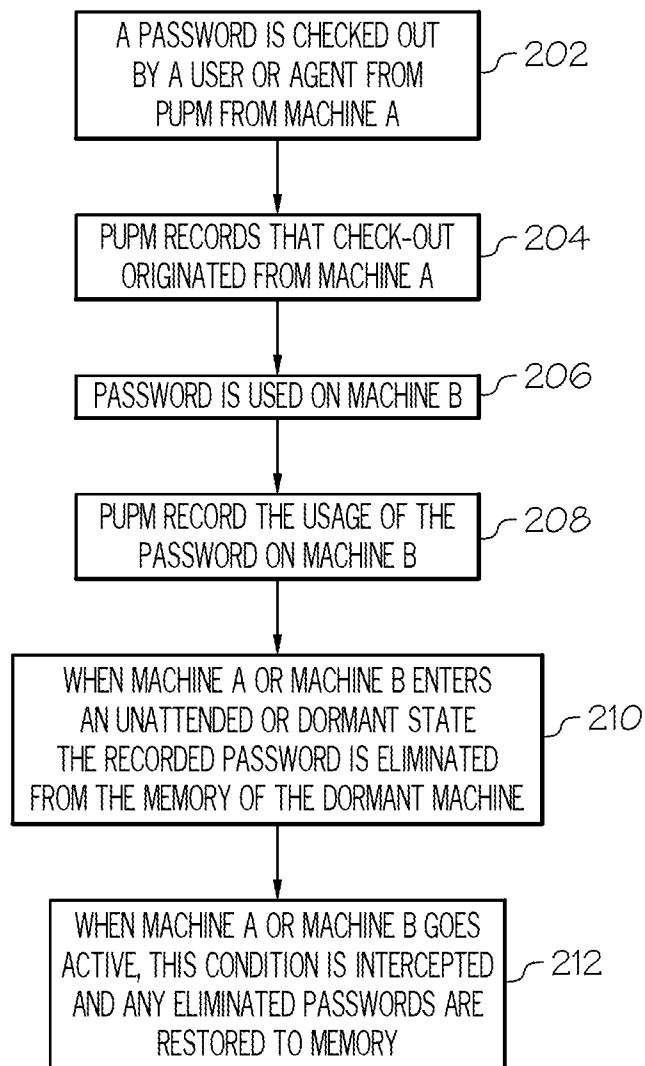 A PASSWORD IS CHECKED OUT
BY A USER OR AGENT FROM
PUPM FROM MACHINE A
202
PUPM RECORDS THAT CHECK-OUT
ORIGINATED FROM MACHINE A
204
PASSWORD IS USED ON MACHINE B
206
PUPM RECORD THE USAGE OF THE
PASSWORD ON MACHINE B
208
WHEN MACHINE A OR MACHINE B ENTERS
AN UNATTENDED OR DORMANT STATE
THE RECORDED PASSWORD IS ELIMINATED
FROM THE MEMORY OF THE DORMANT MACHINE
210
WHEN MACHINE A OR MACHINE B GOES
ACTIVE, THIS CONDITION IS INTERCEPTED
AND ANY ELIMINATED PASSWORDS ARE
RESTORED TO MEMORY
212